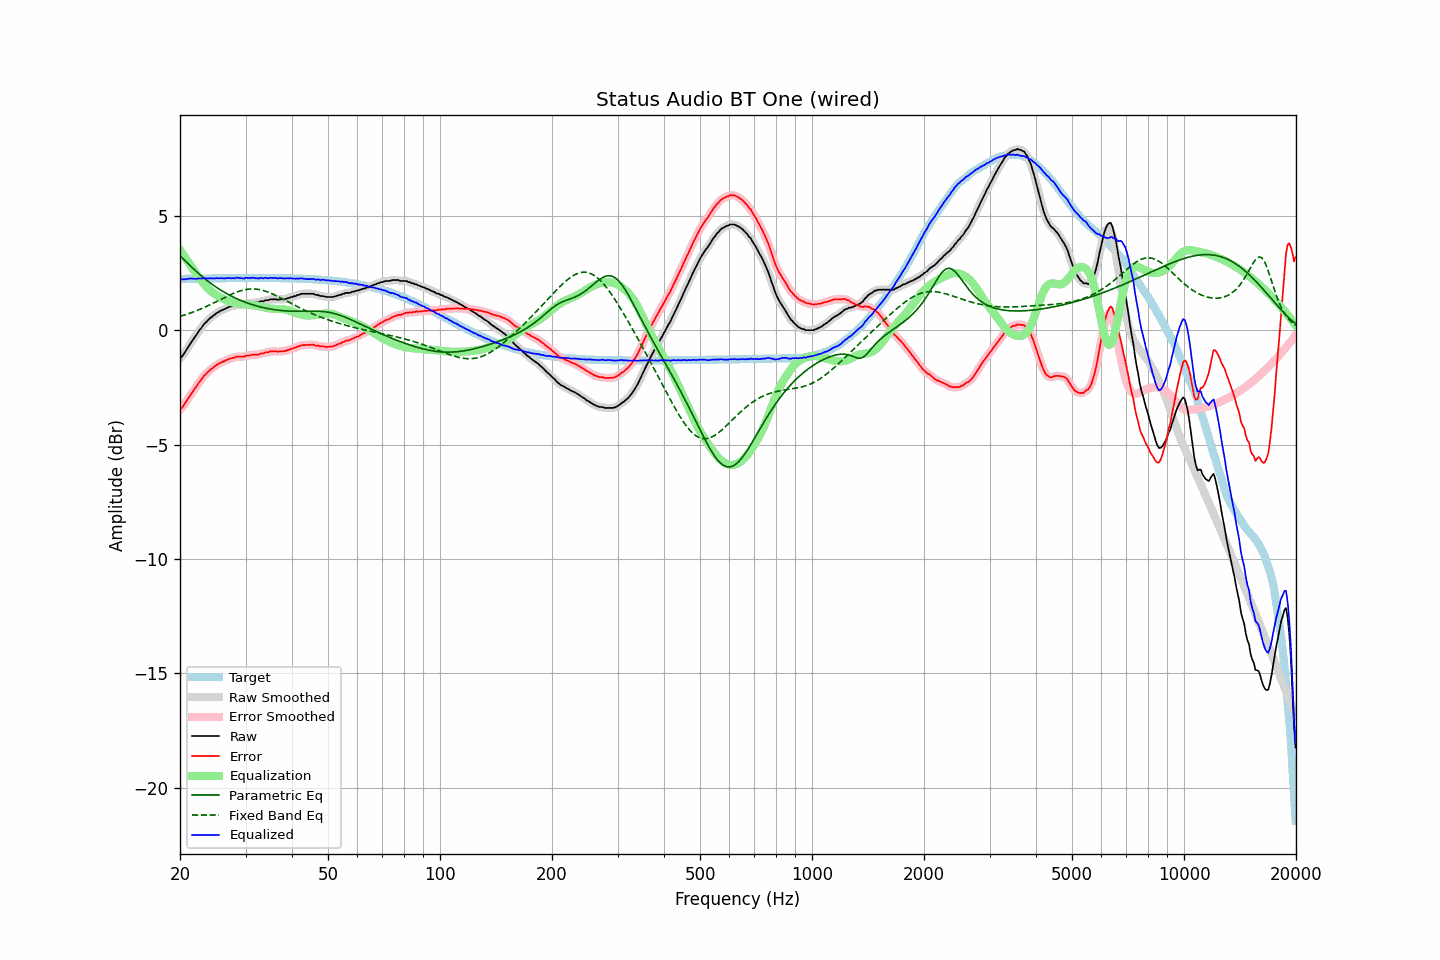 Status Audio BT One (wired)
Amplitude (dBr)
5
0
−5
−10
−15
−20
Target
Raw Smoothed
Error Smoothed
Raw
Error
Equalization
Parametric Eq
Fixed Band Eq
Equalized
20 50 100 200 500 1000 2000 5000 10000 20000
Frequency (Hz)